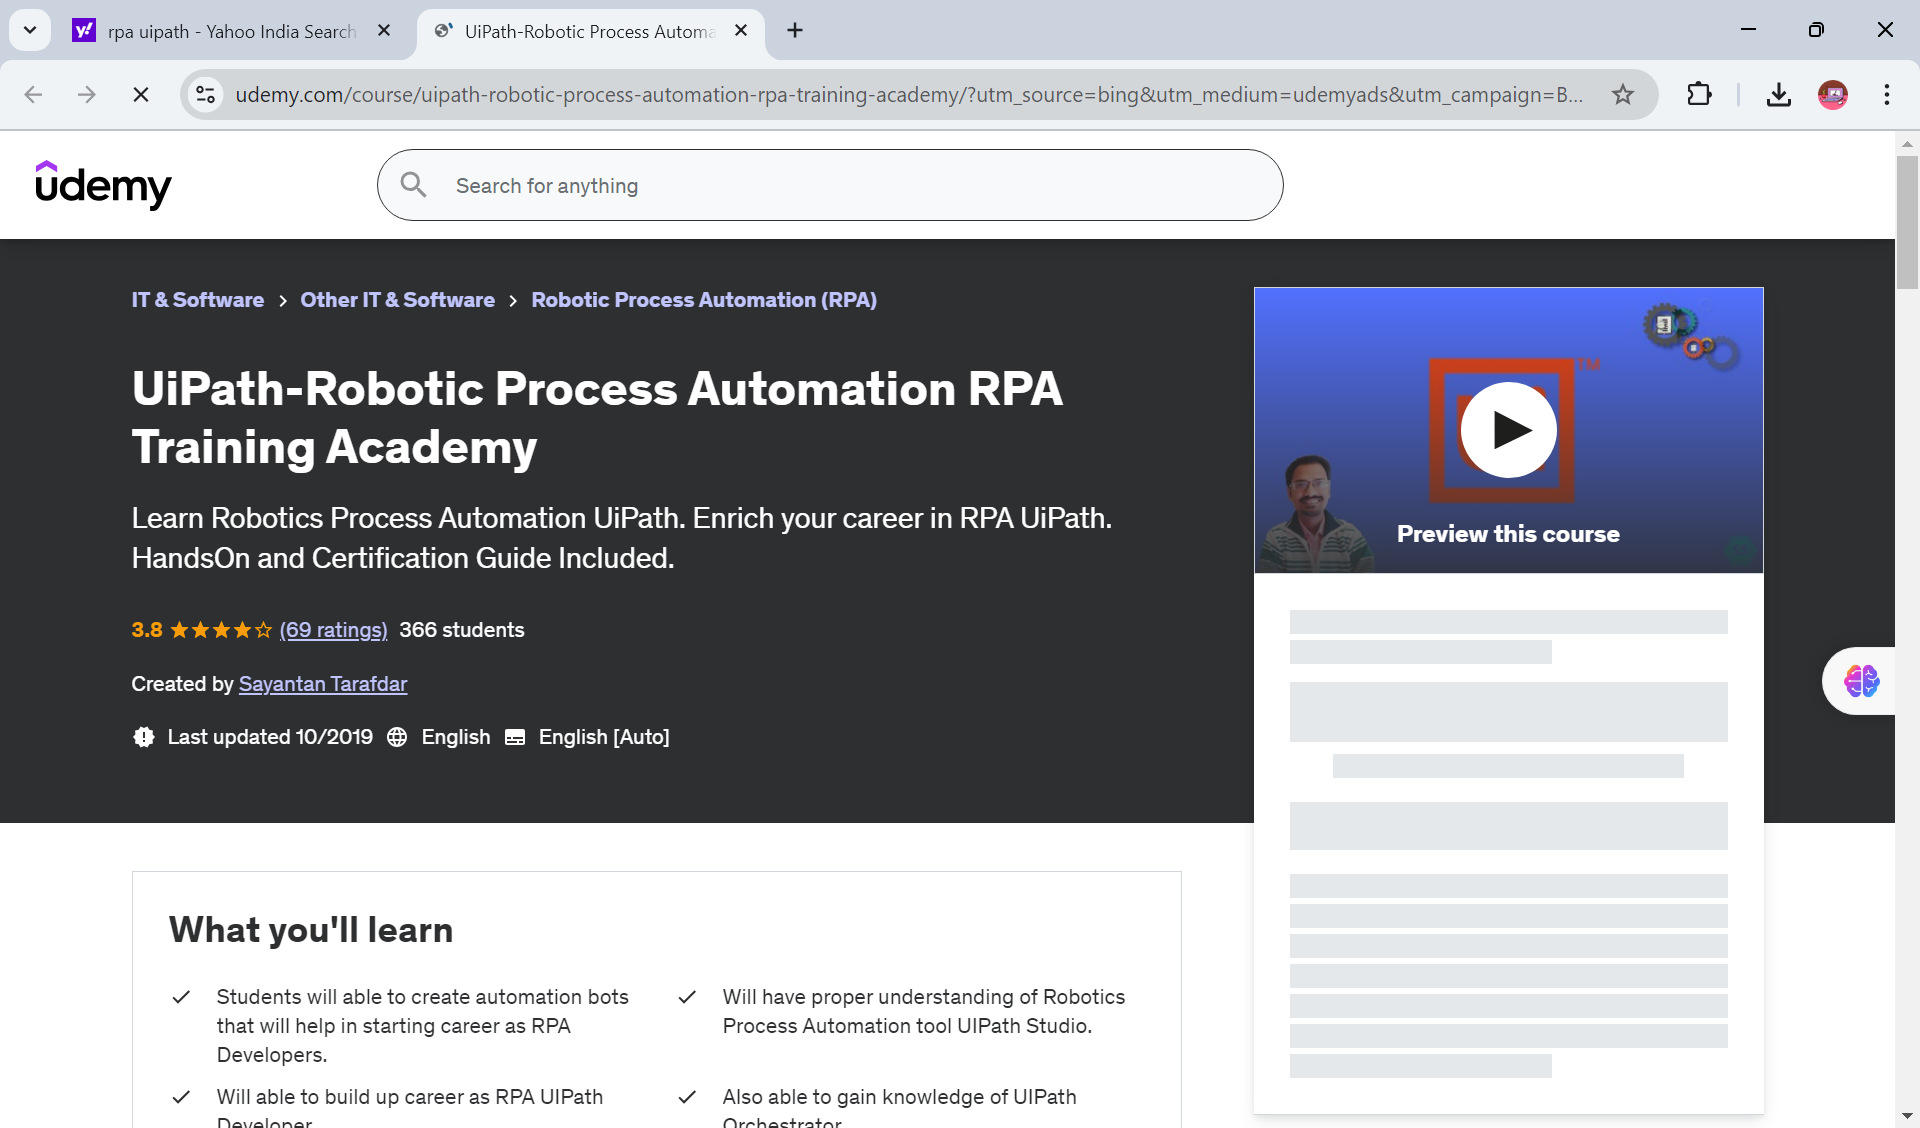 rpa uipath - Yahoo India Search
UiPath-Robotic Process Automa
udemy.com/course/uipath-robotic-process-automation-rpa-training-academy/?utm_source=bing&utm_medium=udemyads&utm_campaign=B...
udemy
Search for anything
IT & Software > Other IT & Software > Robotic Process Automation (RPA)
UiPath-Robotic Process Automation RPA
Training Academy
Learn Robotics Process Automation UiPath. Enrich your career in RPA UiPath.
HandsOn and Certification Guide Included.
3.8 (69 ratings) 366 students
Created by Sayantan Tarafdar
Last updated 10/2019 English English [Auto]
TM
Preview this course
What you'll learn
Students will able to create automation bots
that will help in starting career as RPA
Developers.
Will have proper understanding of Robotics
Process Automation tool UIPath Studio.
Will able to build up career as RPA UIPath
Developer
Also able to gain knowledge of UIPath
Orchestrator